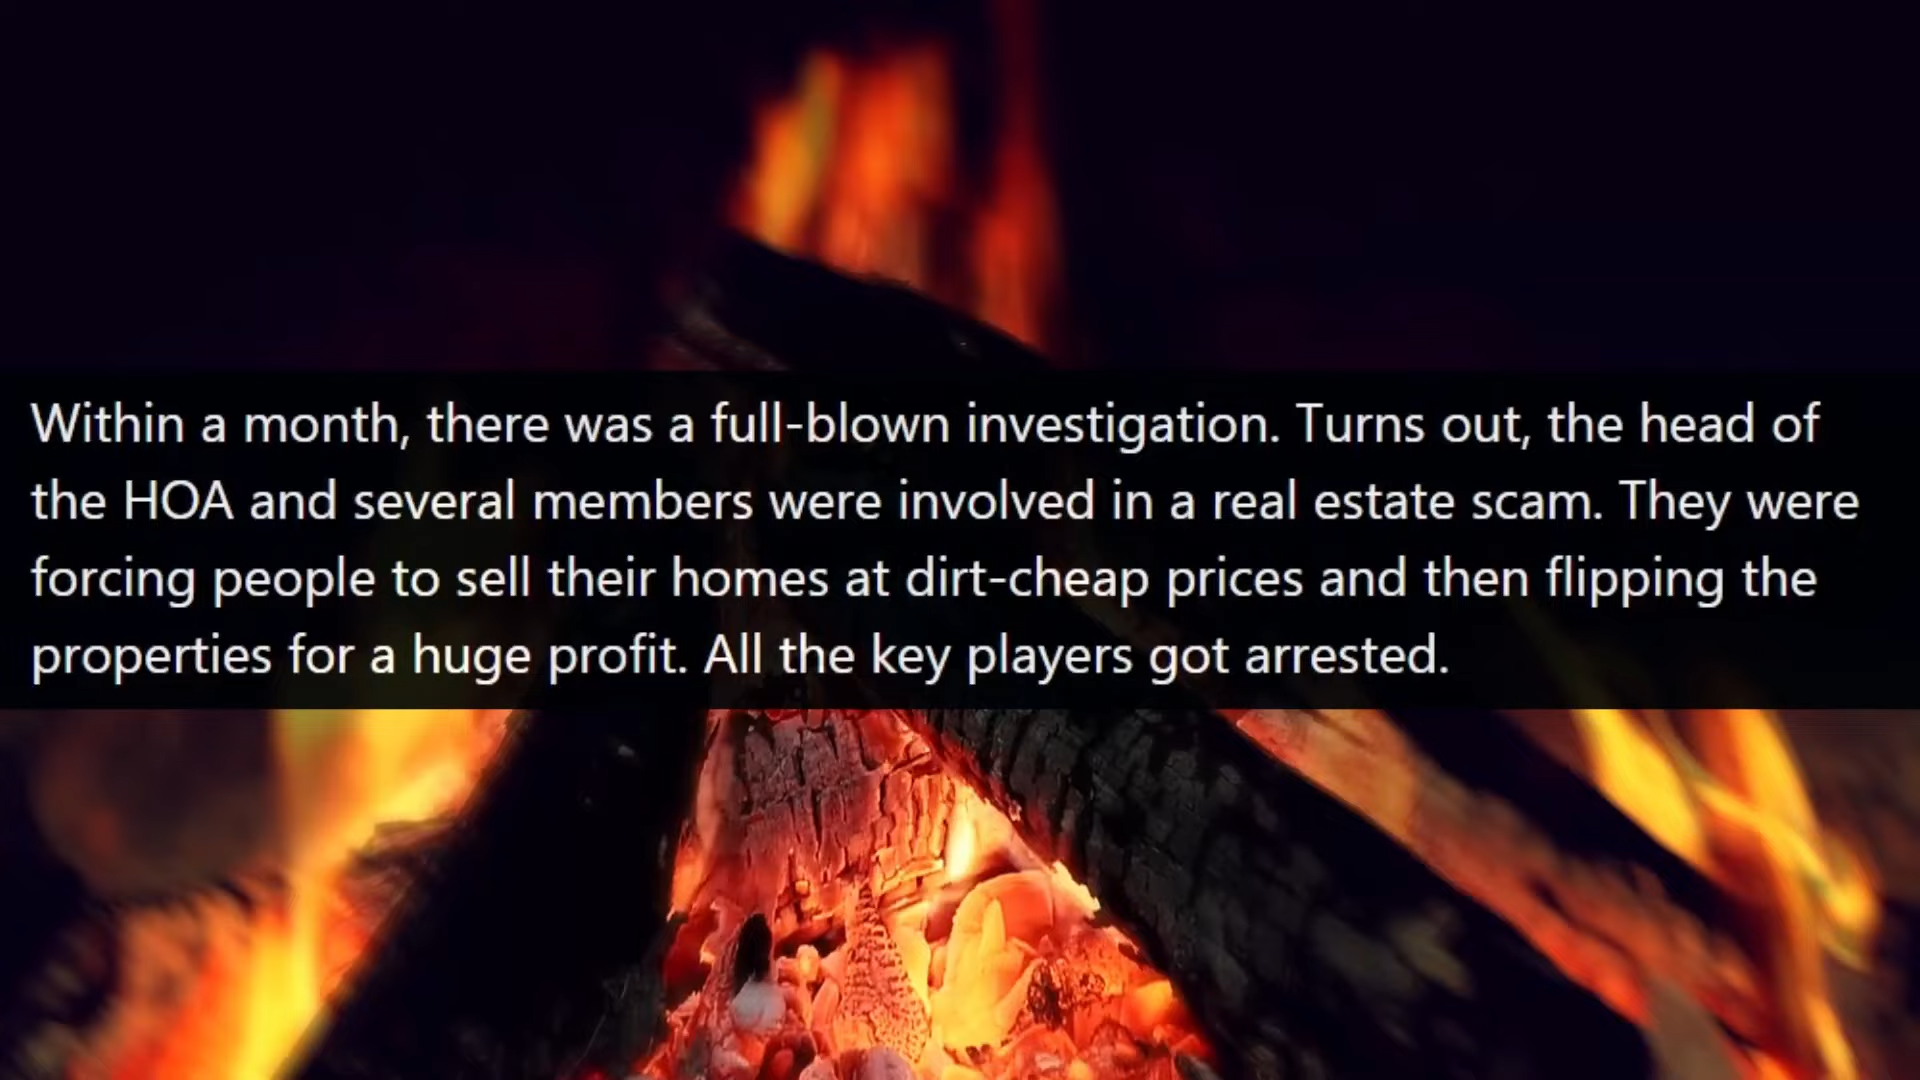 Within a month, there was a full-blown investigation. Turns out, the head of
the HOA and several members were involved in a real estate scam. They were
forcing people to sell their homes at dirt-cheap prices and then flipping the
properties for a huge profit. All the key players got arrested.